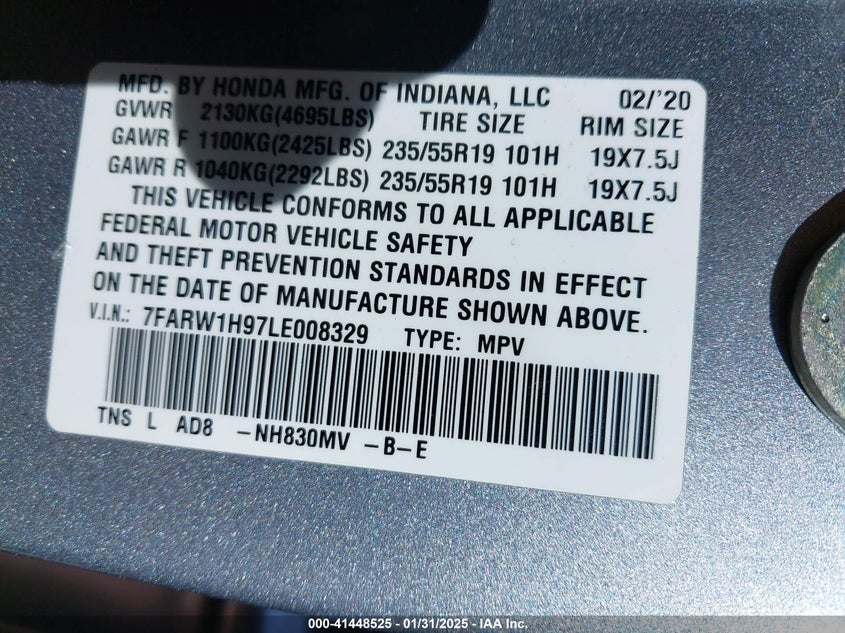 MFD. BY HONDA MFG. OF INDIANA, LLC 02/'20
GVWR 2130KG(4695LBS) TIRE SIZE RIM SIZE
GAWR F 1100KG(2425LBS) 235/55R19 101H 19X7.5J
GAWR R 1040KG(2292LBS) 235/55R19 101H 19X7.5J
THIS VEHICLE CONFORMS TO ALL APPLICABLE
FEDERAL MOTOR VEHICLE SAFETY
AND THEFT PREVENTION STANDARDS IN EFFECT
ON THE DATE OF MANUFACTURE SHOWN ABOVE.
V.I.N.: 7FARW1H97LE008329 TYPE: MPV
TNS L AD8 -NH830MV -B-E
000-41448525 - 01/31/2025 - IAA Inc.